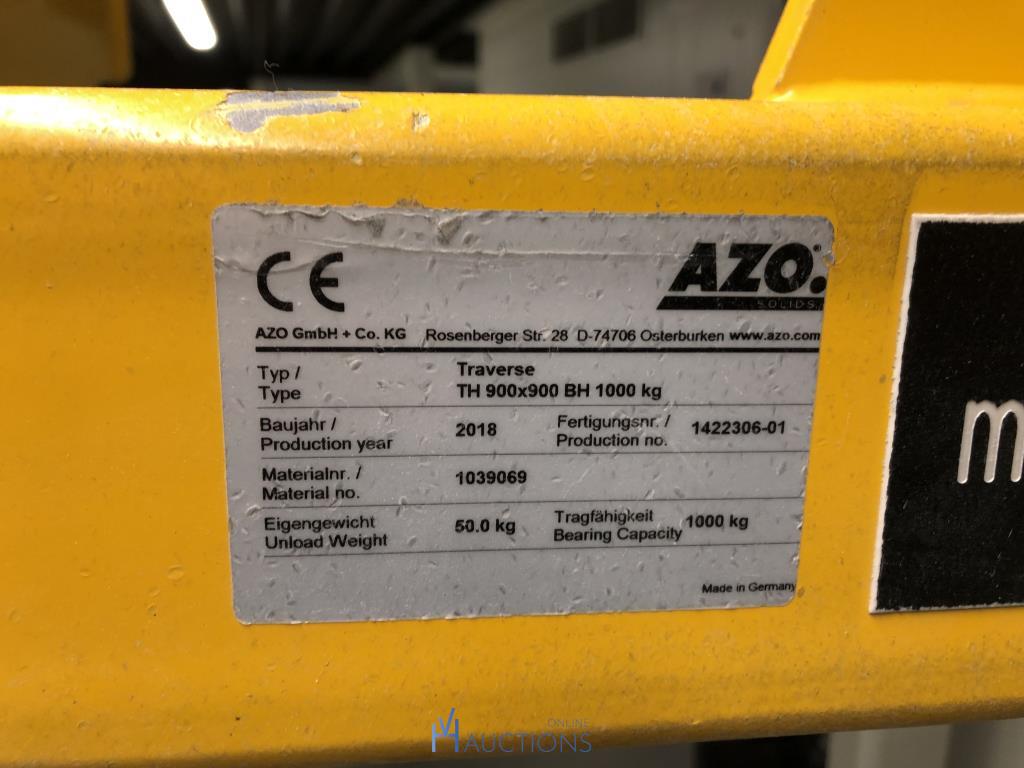 CE
AZO.®
SOLIDS
AZO GmbH + Co. KG Rosenberger Str. 28 D-74706 Osterburken www.azo.com
Typ / Traverse
Type TH 900x900 BH 1000 kg
Baujahr / 2018 Fertigungsnr. / 1422306-01
Production year Production no.
Materialnr. / 1039069
Material no.
Eigengewicht 50.0 kg Tragfähigkeit 1000 kg
Unload Weight Bearing Capacity
Made in Germany
m
VH ONLINE
AUCTIONS